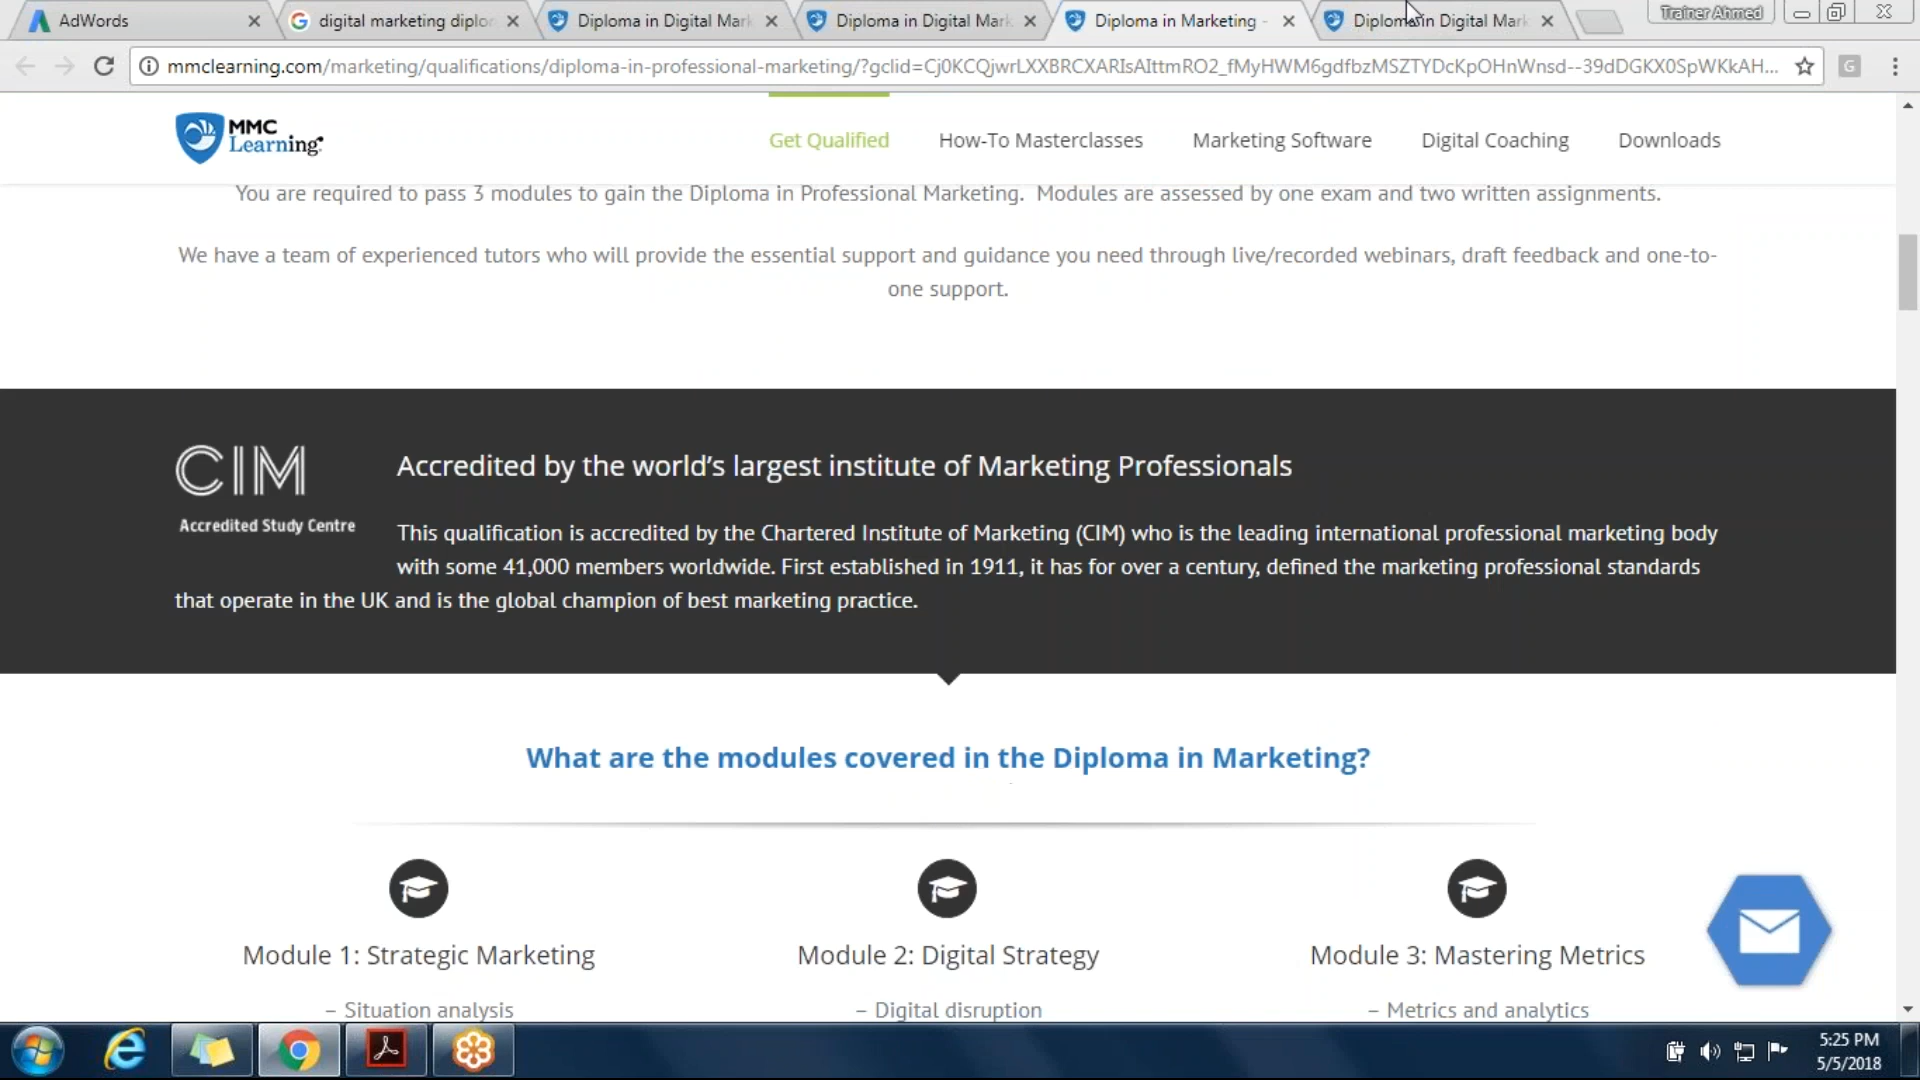 AdWords
digital marketing diplo
Diploma in Digital Mark
Diploma in Digital Mark
Diploma in Marketing -
Diploma in Digital Mark
Trainer Ahmed
mmclearning.com/marketing/qualifications/diploma-in-professional-marketing/?gclid=Cj0KCQjwrLXXBRCXARIsAIttmRO2_fMyHWM6gdfbzMSZTYDcKpOHnWnsd--39dDGKX0SpWKkAH...
MMC Learning
Get Qualified
How-To Masterclasses
Marketing Software
Digital Coaching
Downloads
You are required to pass 3 modules to gain the Diploma in Professional Marketing. Modules are assessed by one exam and two written assignments.
We have a team of experienced tutors who will provide the essential support and guidance you need through live/recorded webinars, draft feedback and one-to-
one support.
CIM
Accredited Study Centre
Accredited by the world's largest institute of Marketing Professionals
This qualification is accredited by the Chartered Institute of Marketing (CIM) who is the leading international professional marketing body
with some 41,000 members worldwide. First established in 1911, it has for over a century, defined the marketing professional standards
that operate in the UK and is the global champion of best marketing practice.
What are the modules covered in the Diploma in Marketing?
Module 1: Strategic Marketing
Module 2: Digital Strategy
Module 3: Mastering Metrics
– Situation analysis
– Digital disruption
– Metrics and analytics
5:25 PM
5/5/2018